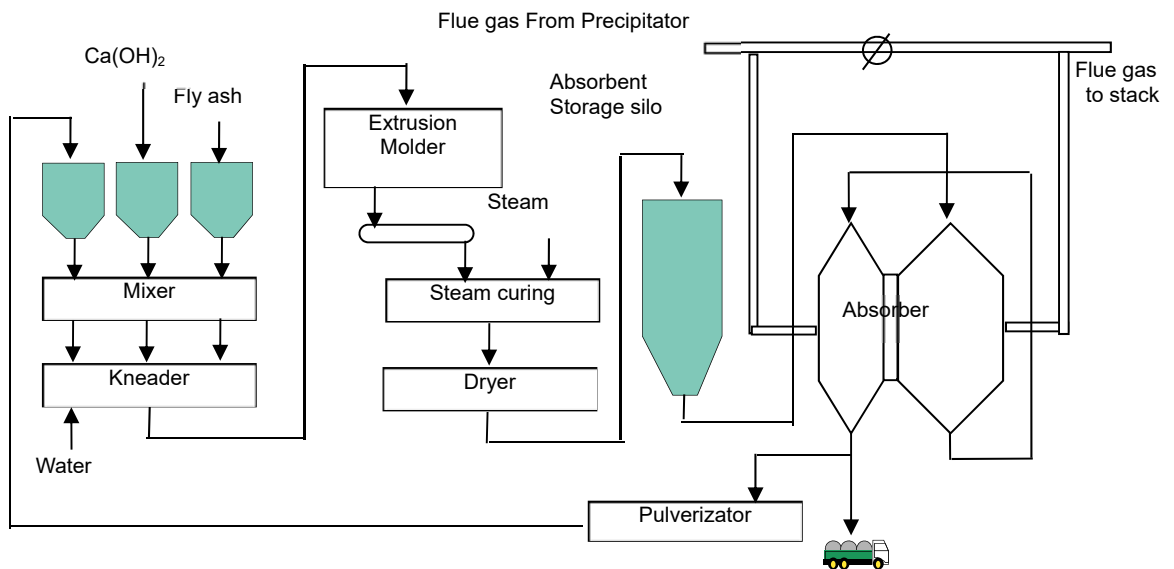 Flue gas From Precipitator
Ca(OH)₂
Fly ash
Absorbent
Storage silo
Flue gas
to stack
Extrusion
Molder
Steam
Mixer
Steam curing
Absorber
Kneader
Dryer
Water
Pulverizator